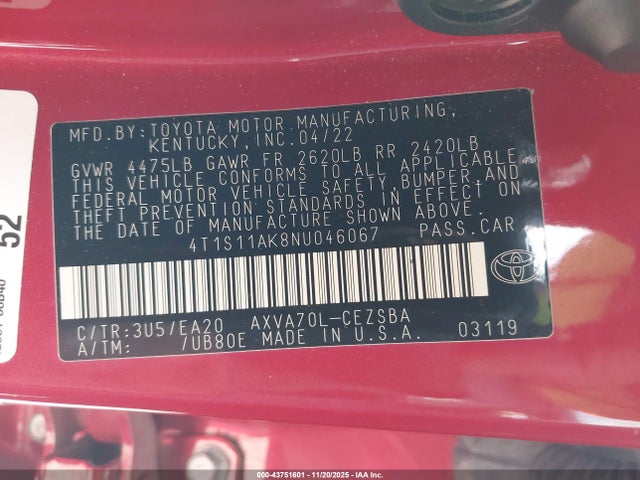 MFD.BY:TOYOTA MOTOR MANUFACTURING,
KENTUCKY,INC.04/22
GVWR 4475LB GAWR FR 2620LB RR 2420LB
THIS VEHICLE CONFORMS TO ALL APPLICABLE
FEDERAL MOTOR VEHICLE SAFETY,BUMPER,AND
THEFT PREVENTION STANDARDS IN EFFECT ON
THE DATE OF MANUFACTURE SHOWN ABOVE.
4T1S11AK8NU046067 PASS.CAR
C/TR:3U5/EA20 AXVA70L-CEZSBA
A/TM: /UB80E MADE IN U.S.A. 03119
TOYOTA
52
000-43751601 - 11/20/2025 - IAA, Inc.